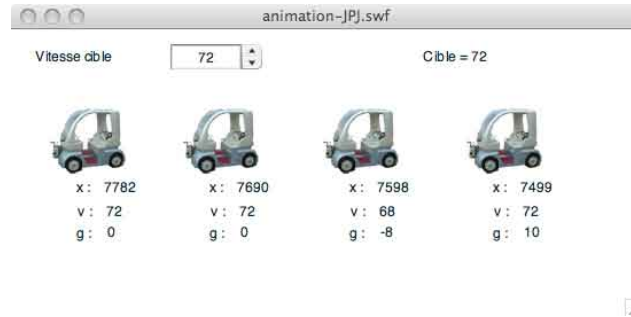 animation-JPJ.swf
Vitesse cible 72 Cible = 72
x : 7782 x : 7690 x : 7598 x : 7499
v : 72 v : 72 v : 68 v : 72
g : 0 g : 0 g : -8 g : 10